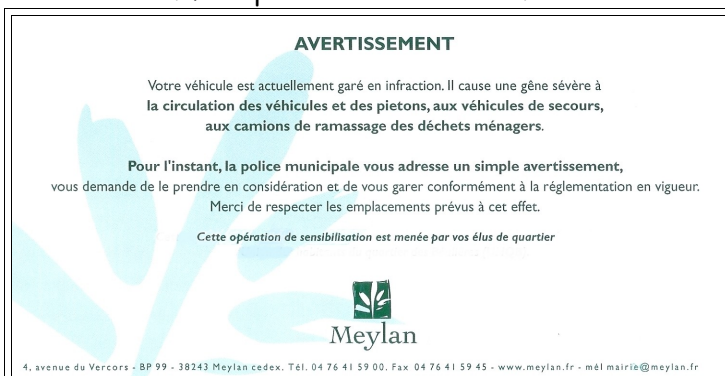 AVERTISSEMENT
Votre véhicule est actuellement garé en infraction. Il cause une gêne sévère à
la circulation des véhicules et des pietons, aux véhicules de secours,
aux camions de ramassage des déchets ménagers.
Pour l'instant, la police municipale vous adresse un simple avertissement,
vous demande de le prendre en considération et de vous garer conformément à la réglementation en vigueur.
Merci de respecter les emplacements prévus à cet effet.
Cette opération de sensibilisation est menée par vos élus de quartier
Meylan
4, avenue du Vercors - BP 99 - 38243 Meylan cedex. Tél. 04 76 41 59 00. Fax 04 76 41 59 45 - www.meylan.fr - mél mairie@meylan.fr